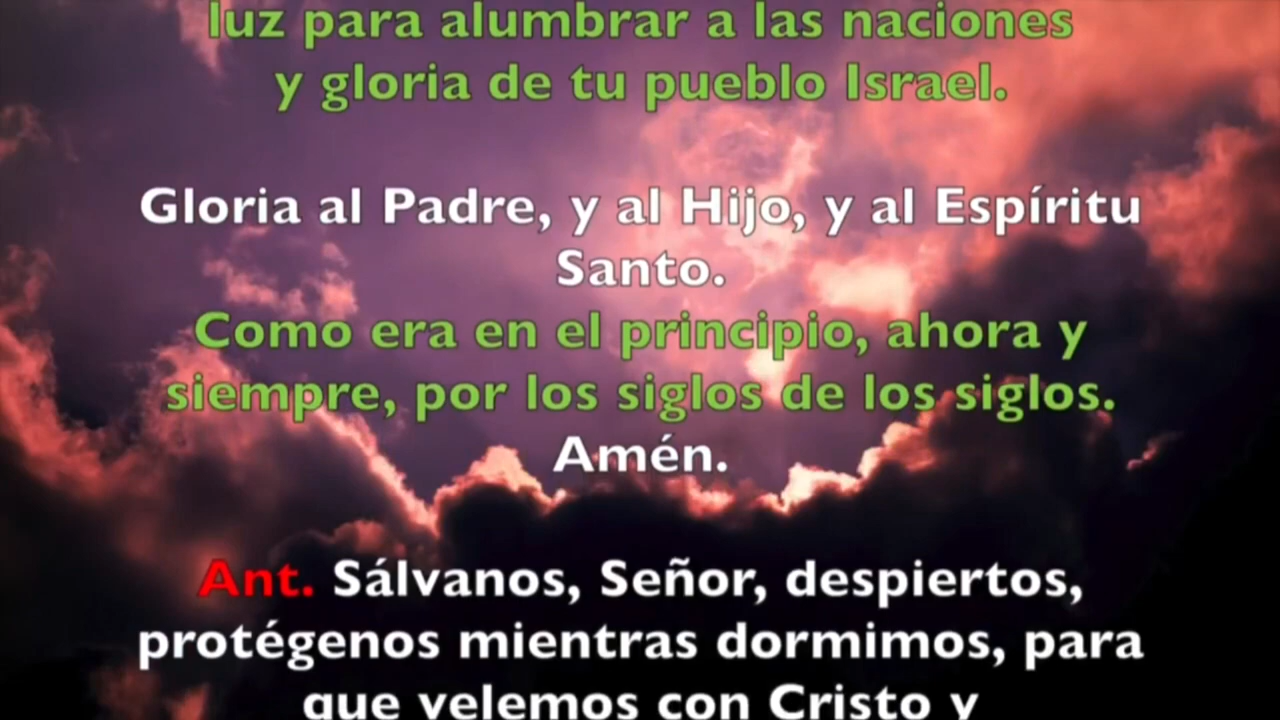 luz para alumbrar a las naciones
y gloria de tu pueblo Israel.
Gloria al Padre, y al Hijo, y al Espíritu
Santo.
Como era en el principio, ahora y
siempre, por los siglos de los siglos.
Amén.
Ant. Sálvanos, Señor, despiertos,
protégenos mientras dormimos, para
que velemos con Cristo y